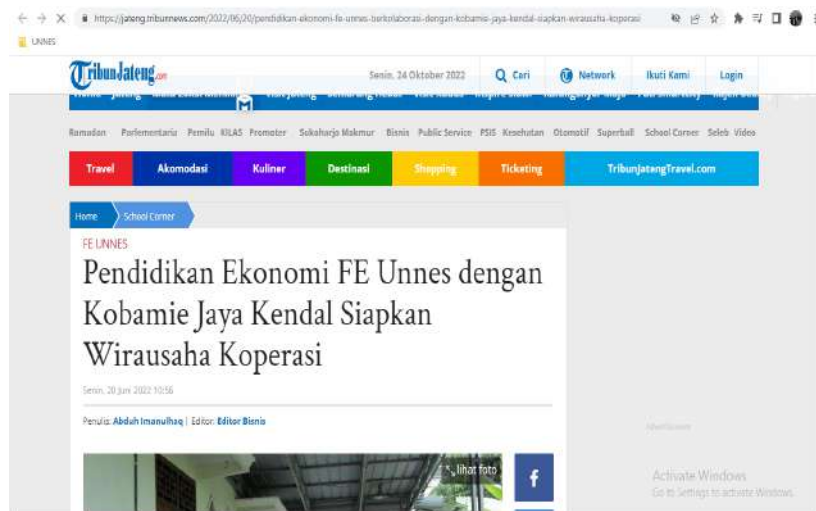 https://jateng.tribunnews.com/2022/06/20/pendidikan-ekonomi-fe-unnes-berkolaborasi-dengan-kobamie-jaya-kendal-siapkan-wirausaha-koperasi
UNNES
TribunJateng.com
Senin, 24 Oktober 2022
Cari
Network
Ikuti Kami
Login
Ramadan Parlementaria Pemilu KILAS Promoter Sukoharjo Makmur Bisnis Public Service PSIS Kesehatan Otomotif Superball School Corner Seleb Video
Travel Akomodasi Kuliner Destinasi Shopping Ticketing TribunJatengTravel.com
Home School Corner
FE UNNES
Pendidikan Ekonomi FE Unnes dengan
Kobamie Jaya Kendal Siapkan
Wirausaha Koperasi
Senin, 20 Juni 2022 10:56
Penulis: Abduh Imanulhaq | Editor: Editor Bisnis
lihat foto
f
Advertisement
Activate Windows
Go to Settings to activate Windows.